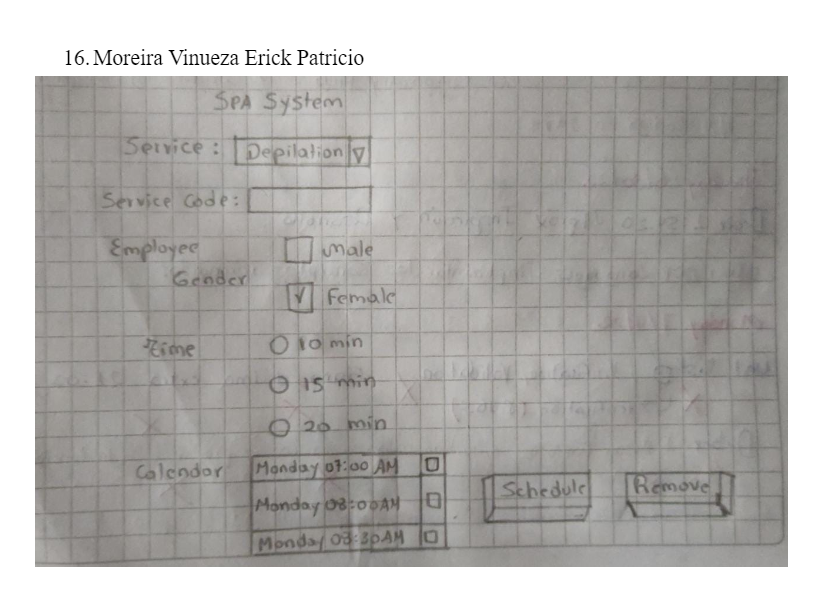 16. Moreira Vinueza Erick Patricio
SPA System
Service : Depilation
Service Code:
Employee
Gender
male
Female
Time
10 min
15 min
20 min
Calendar
Monday 07:00 AM
Monday 08:00 AM
Monday 08:30 AM
Schedule
Remove